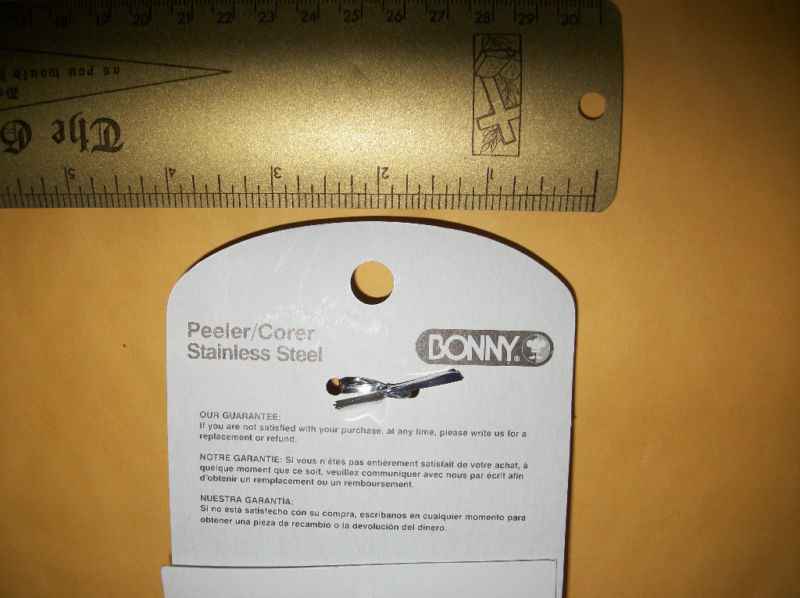 22 23 24 25 26 27 28 29 30
as you would
The G
5 4 3 2 1
Peeler/Corer
Stainless Steel
BONNY®
OUR GUARANTEE:
If you are not satisfied with your purchase, at any time, please write us for a
replacement or refund.
NOTRE GARANTIE: Si vous n'êtes pas entièrement satisfait de votre achat, à
quelque moment que ce soit, veuillez communiquer avec nous par écrit afin
d'obtenir un remplacement ou un remboursement.
NUESTRA GARANTÍA:
Si no está satisfecho con su compra, escríbanos en cualquier momento para
obtener una pieza de recambio o la devolución del dinero.